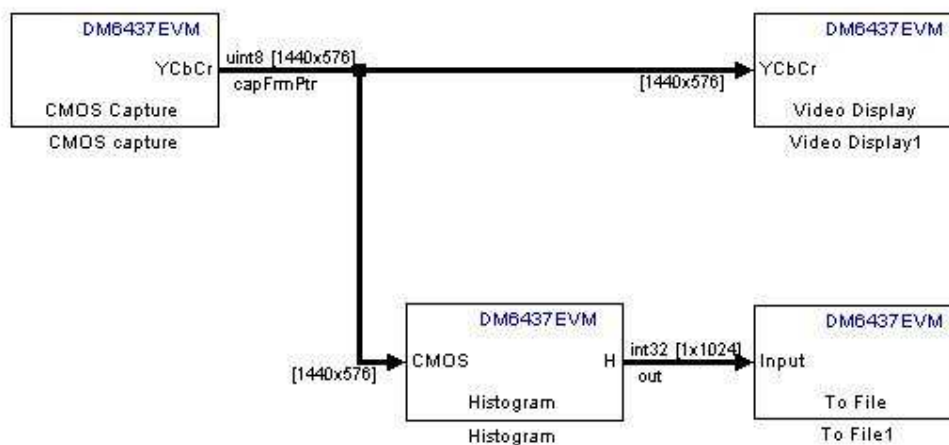 DM6437EVM
YCbCr
CMOS Capture
CMOS capture
uint8 [1440x576]
capFrmPtr
[1440x576]
DM6437EVM
YCbCr
Video Display
Video Display1
[1440x576]
DM6437EVM
CMOS
H
Histogram
Histogram
int32 [1x1024]
out
DM6437EVM
Input
To File
To File1